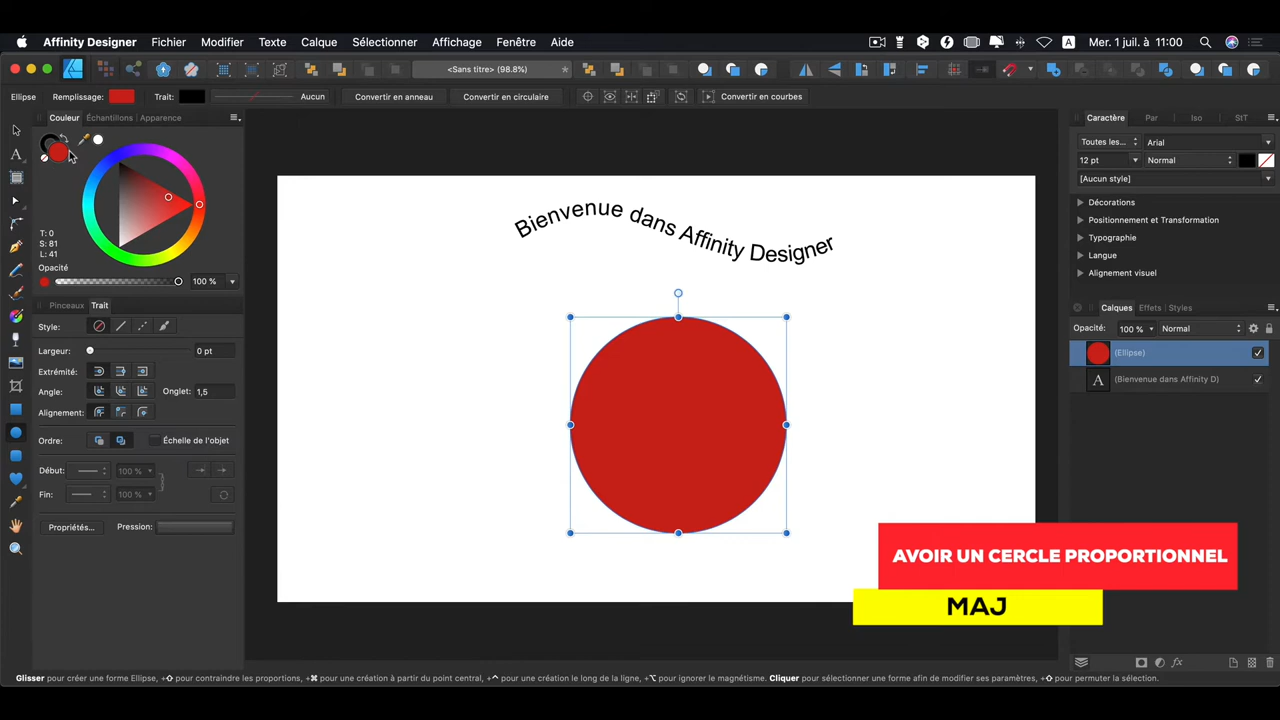 Affinity Designer Fichier Modifier Texte Calque Sélectionner Affichage Fenêtre Aide A Mer. 1 juil. à 11:00
<Sans titre> (98.8%)
Ellipse Remplissage: Trait: Aucun Convertir en anneau Convertir en circulaire Convertir en courbes
Couleur Échantillons Apparence
T: 0
S: 81
L: 41
Opacité
100 %
Pinceaux Trait
Style:
Largeur: 0 pt
Extrémité:
Angle: Onglet: 1,5
Alignement:
Ordre: Échelle de l'objet
Début: 100 %
Fin: 100 %
Propriétés... Pression:
Bienvenue dans Affinity Designer
Caractère Par Iso StT
Toutes les... Arial
12 pt Normal
[Aucun style]
Décorations
Positionnement et Transformation
Typographie
Langue
Alignement visuel
Calques Effets Styles
Opacité: 100 % Normal
(Ellipse)
A (Bienvenue dans Affinity D)
AVOIR UN CERCLE PROPORTIONNEL
MAJ
Glisser pour créer une forme Ellipse, +⇧ pour contraindre les proportions, +⌘ pour une création à partir du point central, +⌃ pour une création le long de la ligne, +⌥ pour ignorer le magnétisme. Cliquer pour sélectionner une forme afin de modifier ses paramètres, +⇧ pour permuter la sélection.